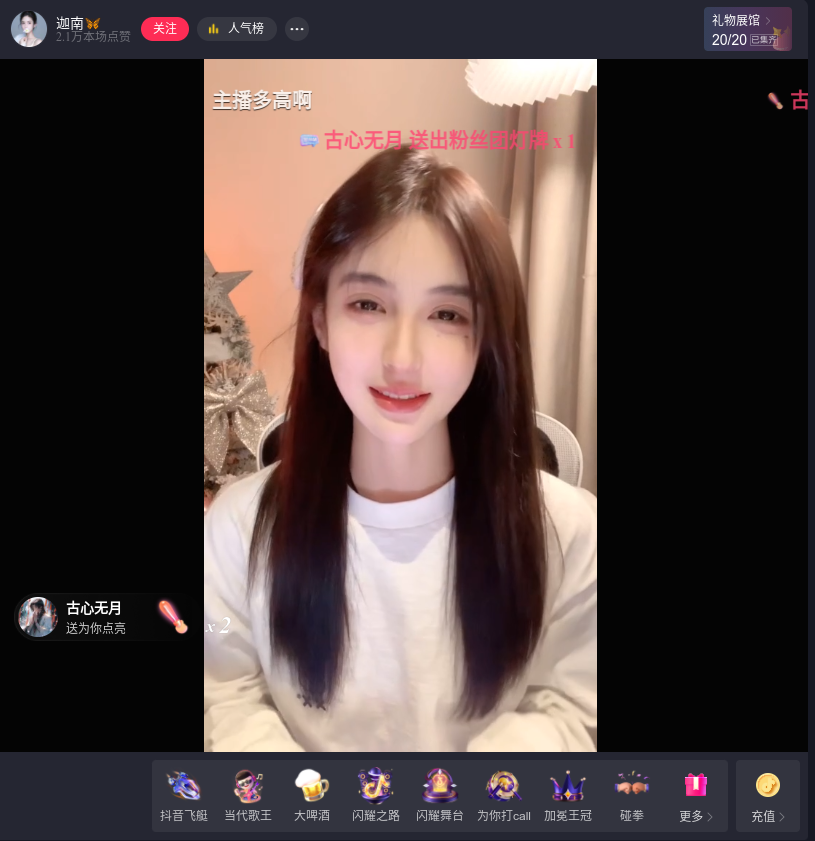 迦南
2.1万本场点赞
关注
人气榜
礼物展馆
20/20 已集齐
主播多高啊
古
古心无月 送出粉丝团灯牌 x 1
古心无月
送为你点亮
x 2
抖音飞艇
当代歌王
大啤酒
闪耀之路
闪耀舞台
为你打call
加冕王冠
碰拳
更多
充值